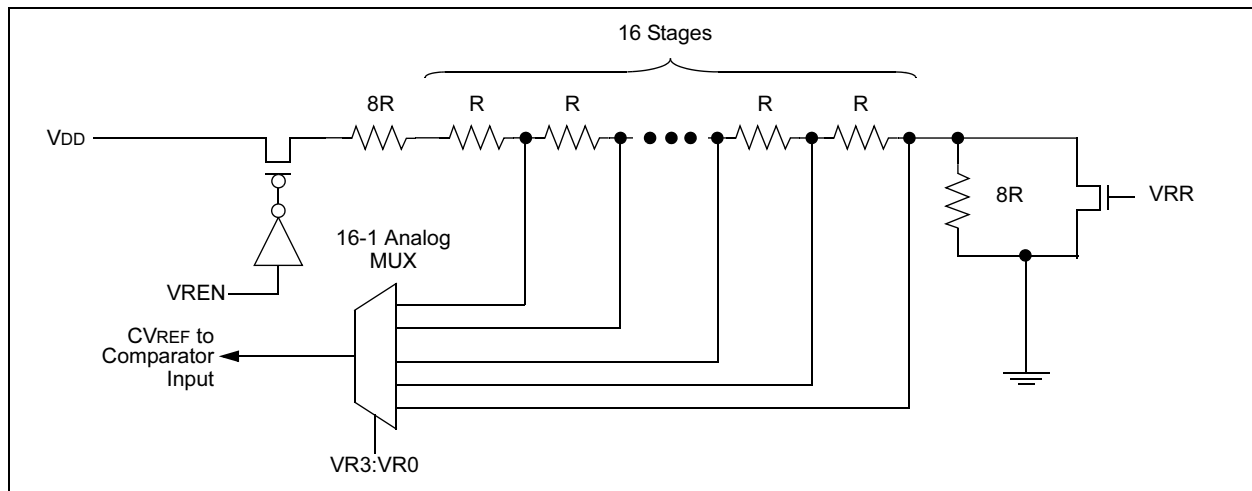 16 Stages
8R
R
R
R
R
VDD
8R
VRR
16-1 Analog
MUX
VREN
CVREF to
Comparator
Input
VR3:VR0